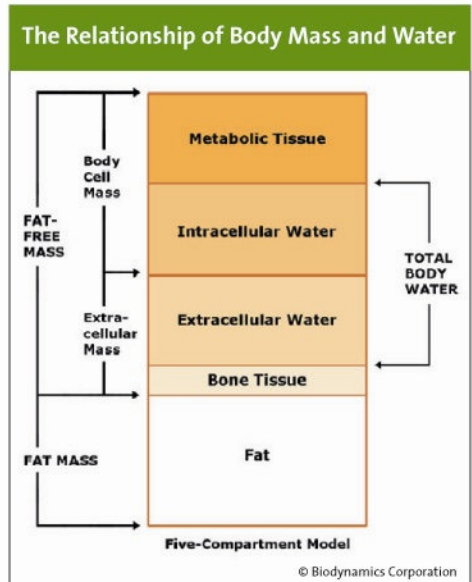 The Relationship of Body Mass and Water
Metabolic Tissue
Body
Cell
Mass
FAT-
FREE
MASS
Intracellular Water
TOTAL
BODY
WATER
Extra-
cellular
Mass
Extracellular Water
Bone Tissue
FAT MASS
Fat
Five-Compartment Model
© Biodynamics Corporation